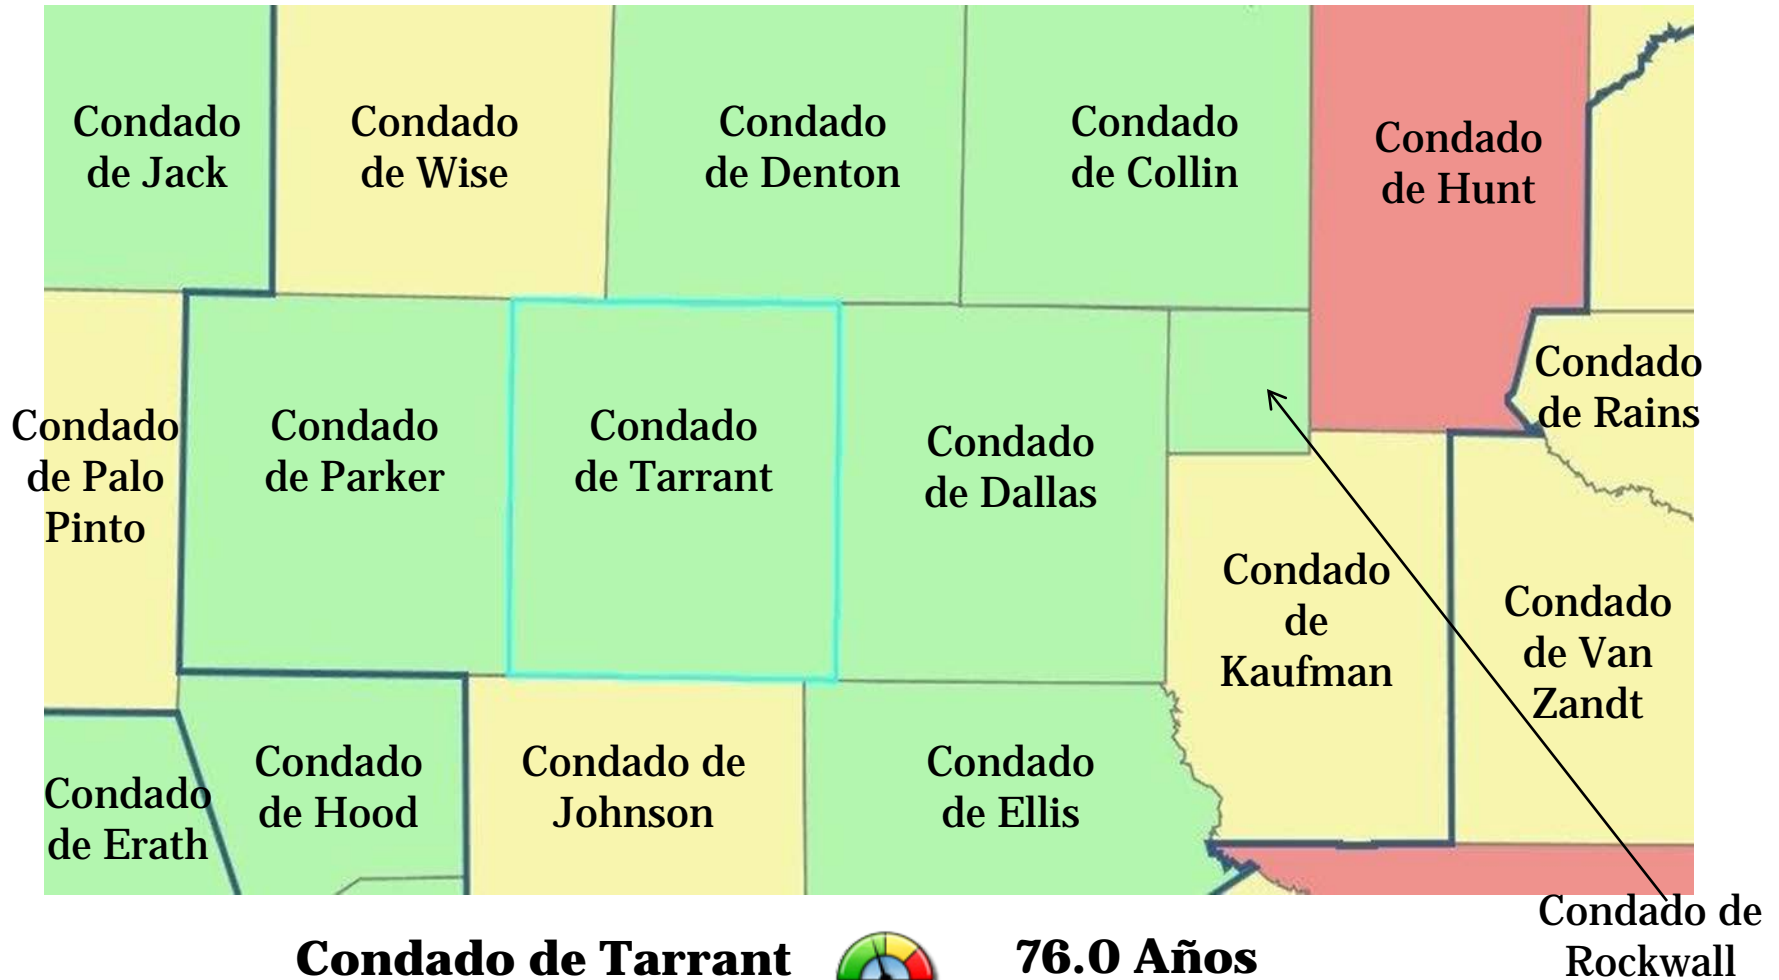 Condado
de Jack
Condado
de Wise
Condado
de Denton
Condado
de Collin
Condado
de Hunt
Condado
de Rains
Condado
de Palo
Pinto
Condado
de Parker
Condado
de Tarrant
Condado
de Dallas
Condado
de
Kaufman
Condado
de Van
Zandt
Condado
de Erath
Condado
de Hood
Condado de
Johnson
Condado
de Ellis
Condado de
Rockwall
Condado de Tarrant
76.0 Años